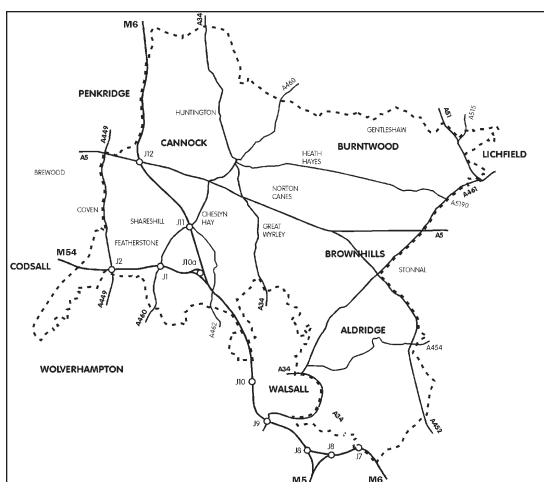 M6
A34
PENKRIDGE
A460
HUNTINGTON
A51
A515
A449
CANNOCK
GENTLESHAW
BURNTWOOD
LICHFIELD
A5
J12
HEATH
HAYES
A461
BREWOOD
NORTON
CANES
A5190
COVEN
SHARESHILL
J11
CHESLYN
HAY
GREAT
WYRLEY
A5
FEATHERSTONE
BROWNHILLS
M54
CODSALL
J2
J1
J10a
STONNAL
A449
A460
A462
A34
ALDRIDGE
A454
WOLVERHAMPTON
A34
J10
WALSALL
A34
J9
A452
J8
J8
J7
M5
M6